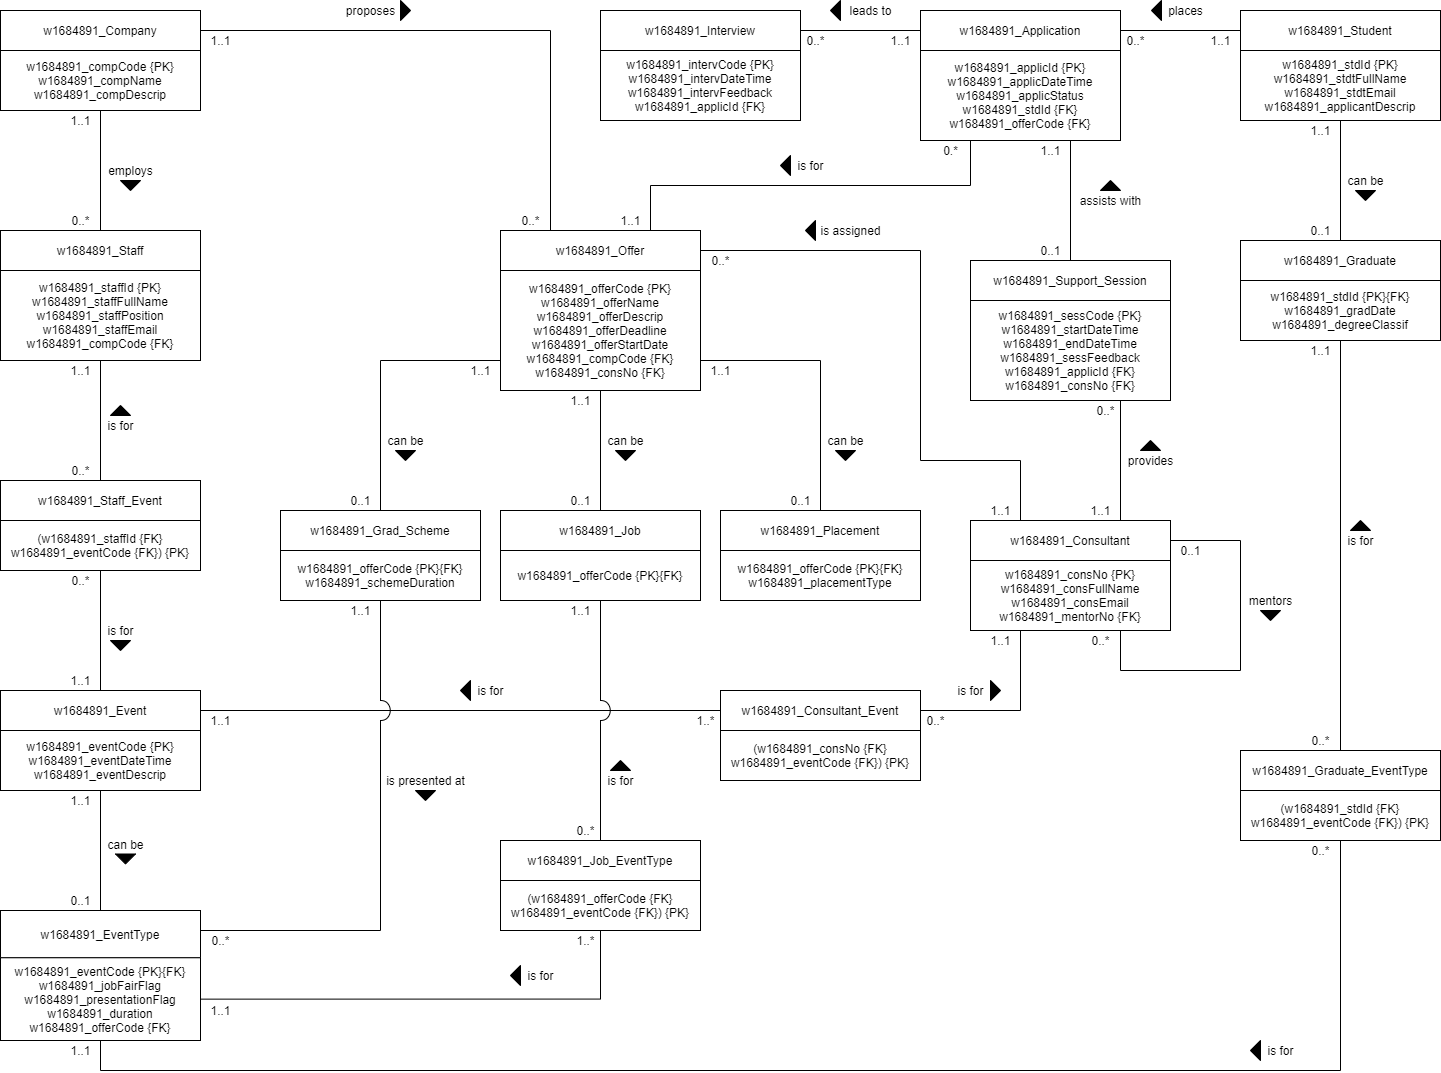 proposes
leads to
places
w1684891_Company
w1684891_compCode {PK}
w1684891_compName
w1684891_compDescrip
1..1
1..1
w1684891_Interview
w1684891_intervCode {PK}
w1684891_intervDateTime
w1684891_intervFeedback
w1684891_applicId {FK}
0..*
1..1
w1684891_Application
w1684891_applicId {PK}
w1684891_applicDateTime
w1684891_applicStatus
w1684891_stdId {FK}
w1684891_offerCode {FK}
0..*
1..1
w1684891_Student
w1684891_stdId {PK}
w1684891_stdtFullName
w1684891_stdtEmail
w1684891_applicantDescrip
1..1
0.*
1..1
employs
is for
can be
assists with
0..*
0..*
1..1
is assigned
0..*
0..1
0..1
w1684891_Staff
w1684891_staffId {PK}
w1684891_staffFullName
w1684891_staffPosition
w1684891_staffEmail
w1684891_compCode {FK}
1..1
w1684891_Offer
w1684891_offerCode {PK}
w1684891_offerName
w1684891_offerDescrip
w1684891_offerDeadline
w1684891_offerStartDate
w1684891_compCode {FK}
w1684891_consNo {FK}
1..1
1..1
1..1
w1684891_Support_Session
w1684891_sessCode {PK}
w1684891_startDateTime
w1684891_endDateTime
w1684891_sessFeedback
w1684891_applicId {FK}
w1684891_consNo {FK}
0..*
w1684891_Graduate
w1684891_stdId {PK}{FK}
w1684891_gradDate
w1684891_degreeClassif
1..1
is for
can be
can be
can be
provides
0..*
0..1
0..1
0..1
1..1
1..1
w1684891_Staff_Event
(w1684891_staffId {FK}
w1684891_eventCode {FK}) {PK}
0..*
w1684891_Grad_Scheme
w1684891_offerCode {PK}{FK}
w1684891_schemeDuration
1..1
w1684891_Job
w1684891_offerCode {PK}{FK}
1..1
w1684891_Placement
w1684891_offerCode {PK}{FK}
w1684891_placementType
w1684891_Consultant
w1684891_consNo {PK}
w1684891_consFullName
w1684891_consEmail
w1684891_mentorNo {FK}
0..1
1..1
0..*
mentors
is for
is for
1..1
is for
is for
w1684891_Event
w1684891_eventCode {PK}
w1684891_eventDateTime
w1684891_eventDescrip
1..1
1..1
1..*
w1684891_Consultant_Event
(w1684891_consNo {FK}
w1684891_eventCode {FK}) {PK}
0..*
0..*
w1684891_Graduate_EventType
(w1684891_stdId {FK}
w1684891_eventCode {FK}) {PK}
0..*
is presented at
is for
can be
0..1
0..*
w1684891_EventType
w1684891_eventCode {PK}{FK}
w1684891_jobFairFlag
w1684891_presentationFlag
w1684891_duration
w1684891_offerCode {FK}
0..*
1..1
1..1
w1684891_Job_EventType
(w1684891_offerCode {FK}
w1684891_eventCode {FK}) {PK}
1..*
is for
is for